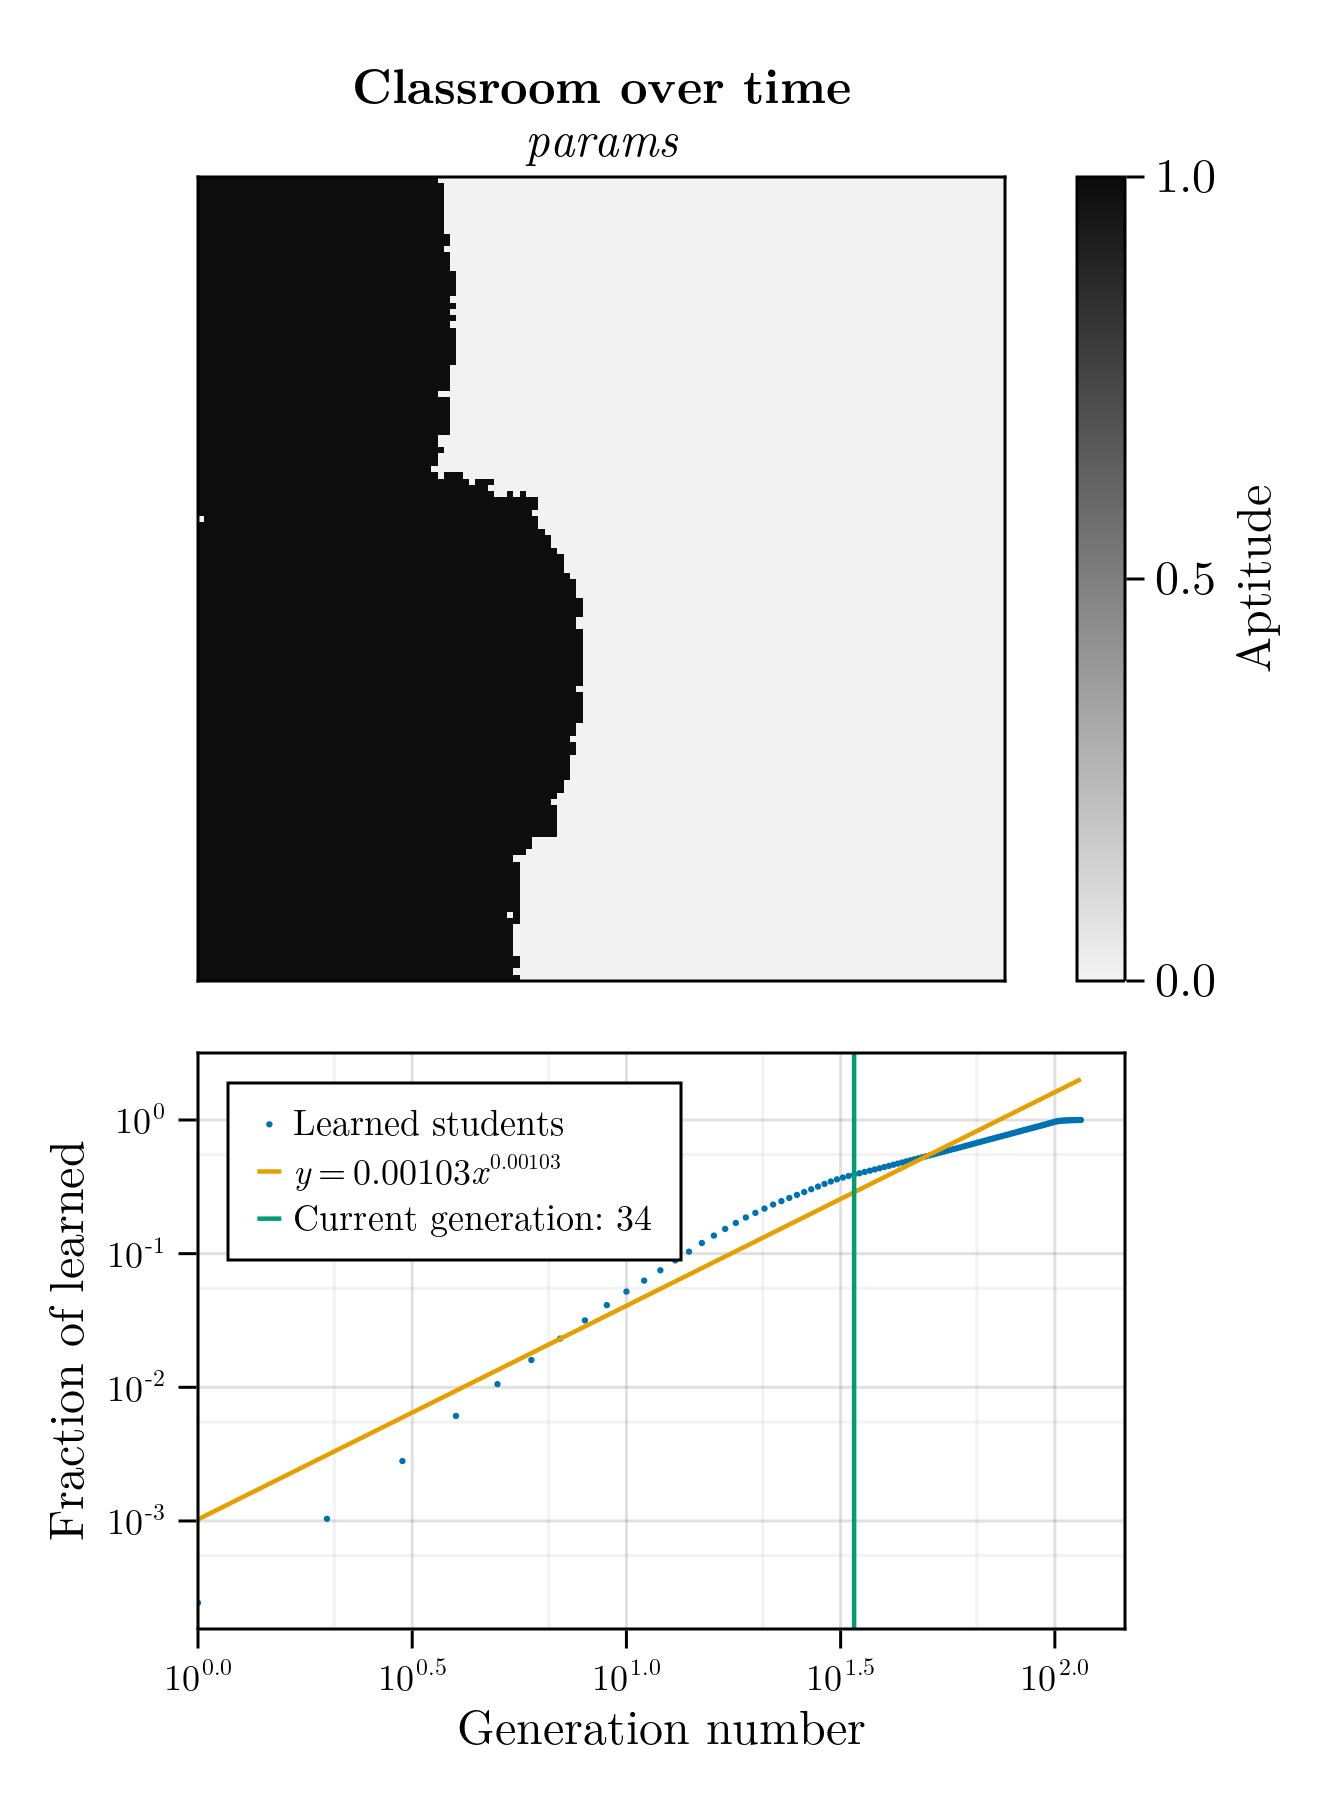 Classroom over time
params
1.0
0.5
0.0
Aptitude
Learned students
y = 0.00103x^0.00103
Current generation: 34
10^0
10^-1
10^-2
10^-3
Fraction of learned
10^0.0 10^0.5 10^1.0 10^1.5 10^2.0
Generation number